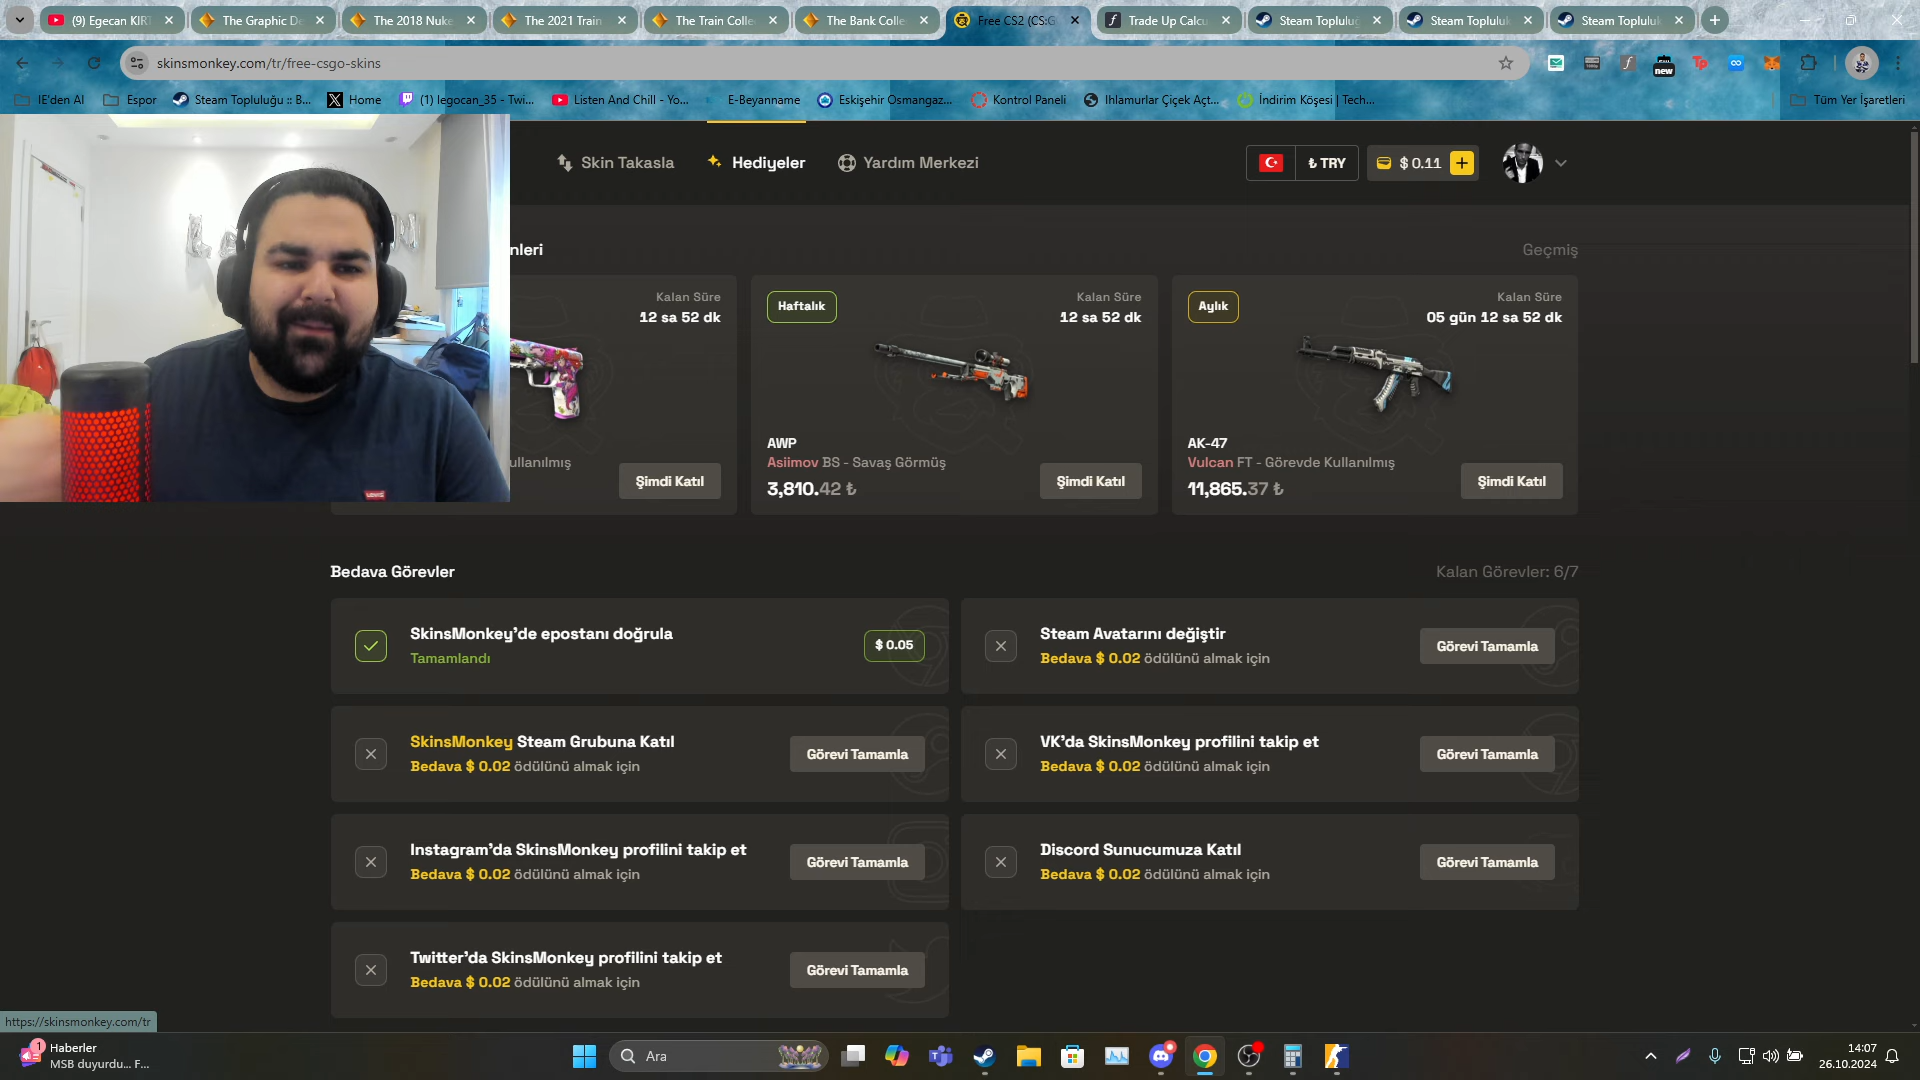 (9) Egecan KIR
The Graphic De
The 2018 Nuke
The 2021 Train
The Train Colle
The Bank Colle
Free CS2 (CS:G
Trade Up Calcu
Steam Topluluğ
Steam Topluluk
Steam Topluluk
skinsmonkey.com/tr/free-csgo-skins
new
IE'den Al
Espor
Steam Topluluğu :: B...
Home
(1) legocan_35 - Twi...
Listen And Chill - Yo...
E-Beyanname
Eskişehir Osmangaz...
Kontrol Paneli
Ihlamurlar Çiçek Açt...
İndirim Köşesi | Tech...
Tüm Yer İşaretleri
Skin Takasla
Hediyeler
Yardım Merkezi
₺ TRY
$ 0.11
nleri
Geçmiş
Kalan Süre
12 sa 52 dk
ullanılmış
Şimdi Katıl
Haftalık
Kalan Süre
12 sa 52 dk
AWP
Asiimov BS - Savaş Görmüş
3,810.42 ₺
Şimdi Katıl
Aylık
Kalan Süre
05 gün 12 sa 52 dk
AK-47
Vulcan FT - Görevde Kullanılmış
11,865.37 ₺
Şimdi Katıl
Bedava Görevler
Kalan Görevler: 6/7
SkinsMonkey'de epostanı doğrula
Tamamlandı
$ 0.05
Steam Avatarını değiştir
Bedava $ 0.02 ödülünü almak için
Görevi Tamamla
SkinsMonkey Steam Grubuna Katıl
Bedava $ 0.02 ödülünü almak için
Görevi Tamamla
VK'da SkinsMonkey profilini takip et
Bedava $ 0.02 ödülünü almak için
Görevi Tamamla
Instagram'da SkinsMonkey profilini takip et
Bedava $ 0.02 ödülünü almak için
Görevi Tamamla
Discord Sunucumuza Katıl
Bedava $ 0.02 ödülünü almak için
Görevi Tamamla
Twitter'da SkinsMonkey profilini takip et
Bedava $ 0.02 ödülünü almak için
Görevi Tamamla
https://skinsmonkey.com/tr
1
Haberler
MSB duyurdu... F...
Ara
14:07
26.10.2024